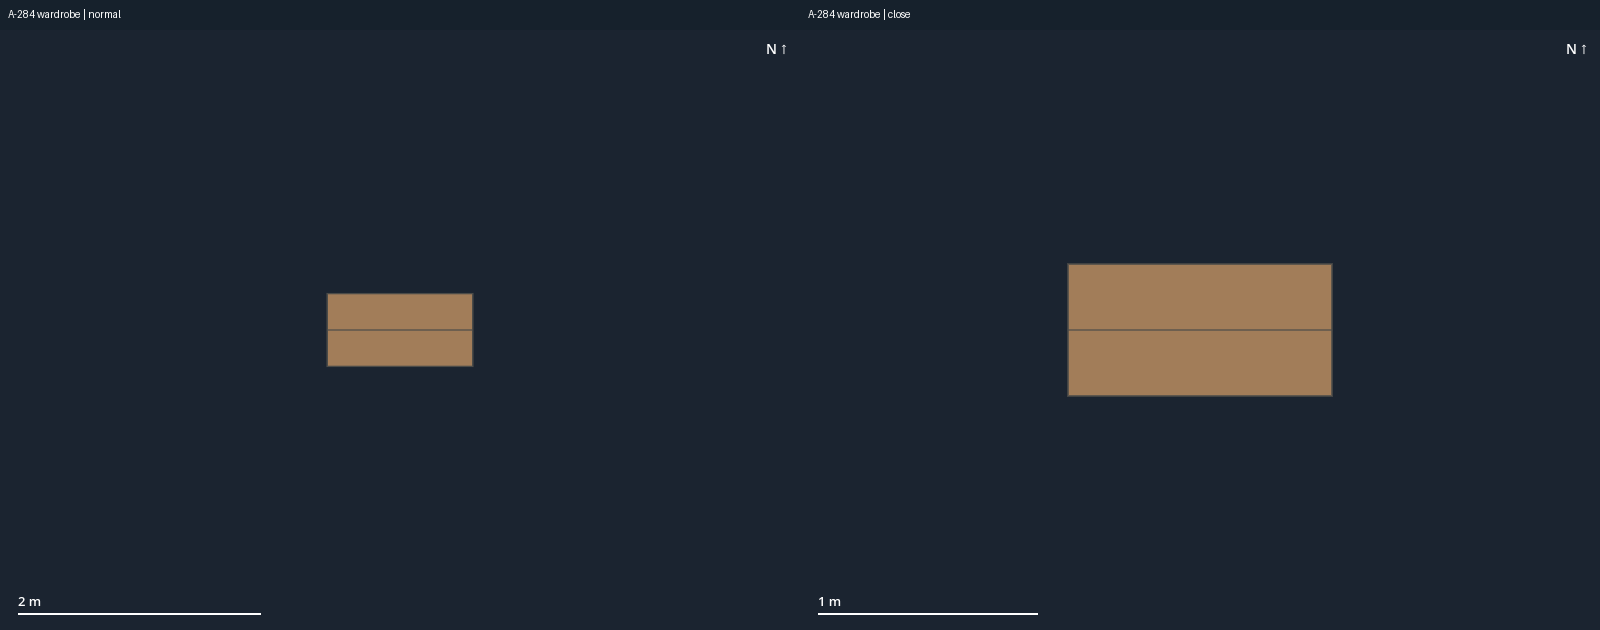 A-284 wardrobe | normal
N ↑
2 m
A-284 wardrobe | close
N ↑
1 m